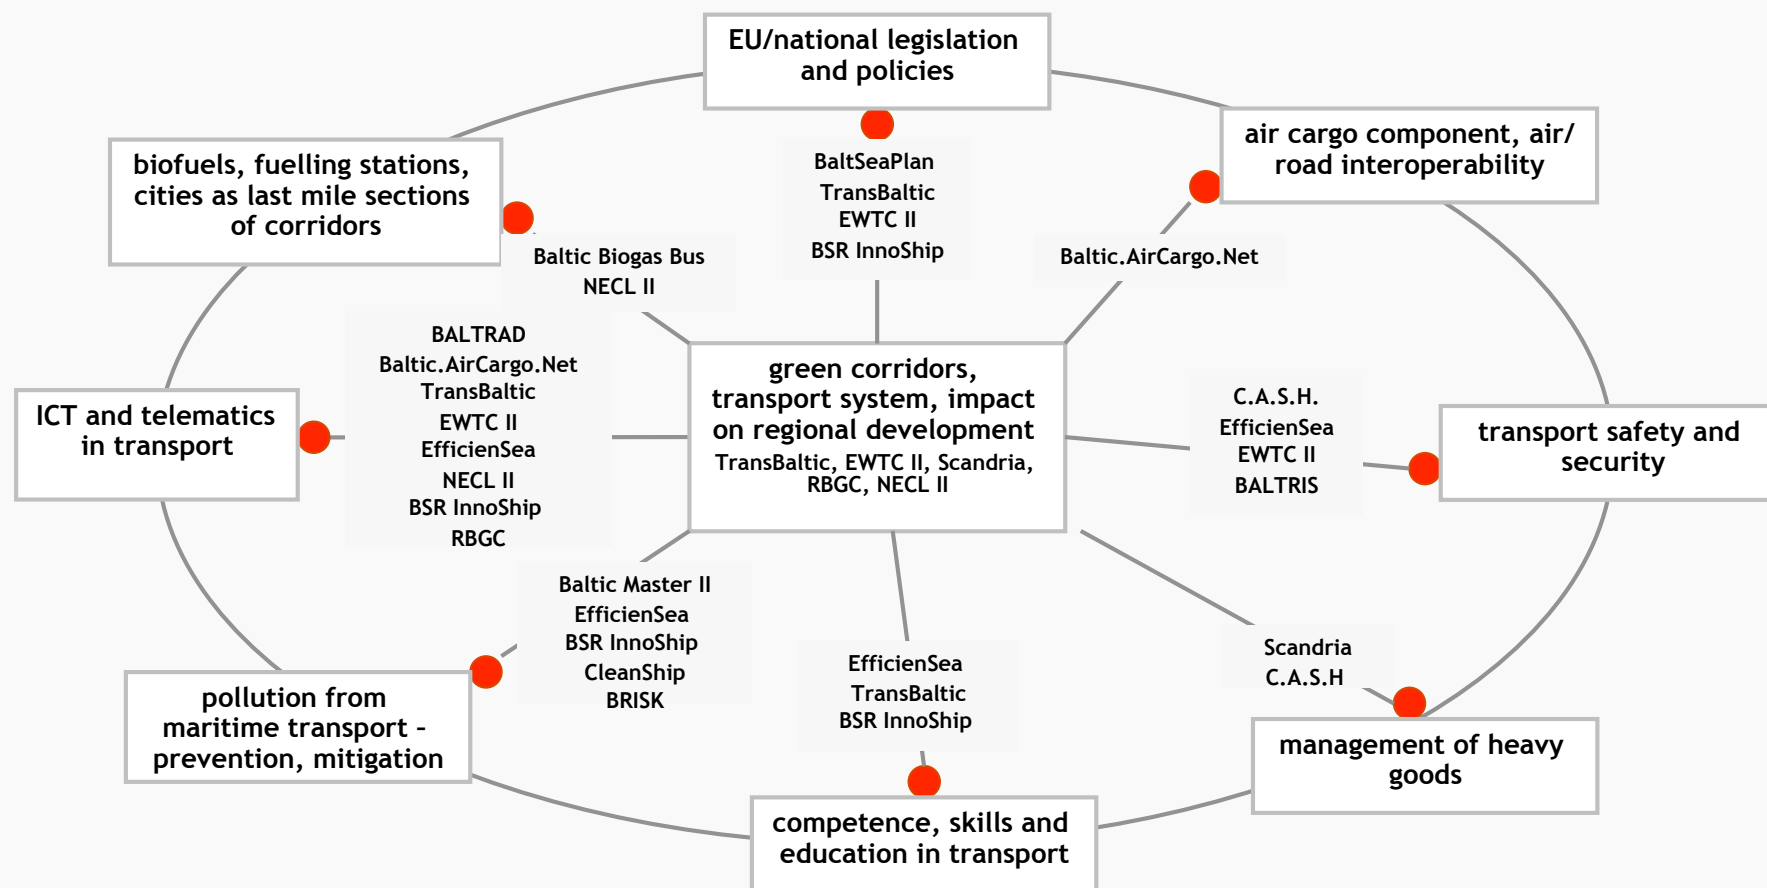 EU/national legislation
and policies
air cargo component, air/
road interoperability
biofuels, fuelling stations,
cities as last mile sections
of corridors
BaltSeaPlan
TransBaltic
EWTC II
BSR InnoShip
Baltic Biogas Bus
NECL II
Baltic.AirCargo.Net
BALTRAD
Baltic.AirCargo.Net
TransBaltic
EWTC II
EfficienSea
NECL II
BSR InnoShip
RBGC
ICT and telematics
in transport
green corridors,
transport system, impact
on regional development
TransBaltic, EWTC II, Scandria,
RBGC, NECL II
C.A.S.H.
EfficienSea
EWTC II
BALTRIS
transport safety and
security
Baltic Master II
EfficienSea
BSR InnoShip
CleanShip
BRISK
EfficienSea
TransBaltic
BSR InnoShip
Scandria
C.A.S.H
pollution from
maritime transport –
prevention, mitigation
management of heavy
goods
competence, skills and
education in transport